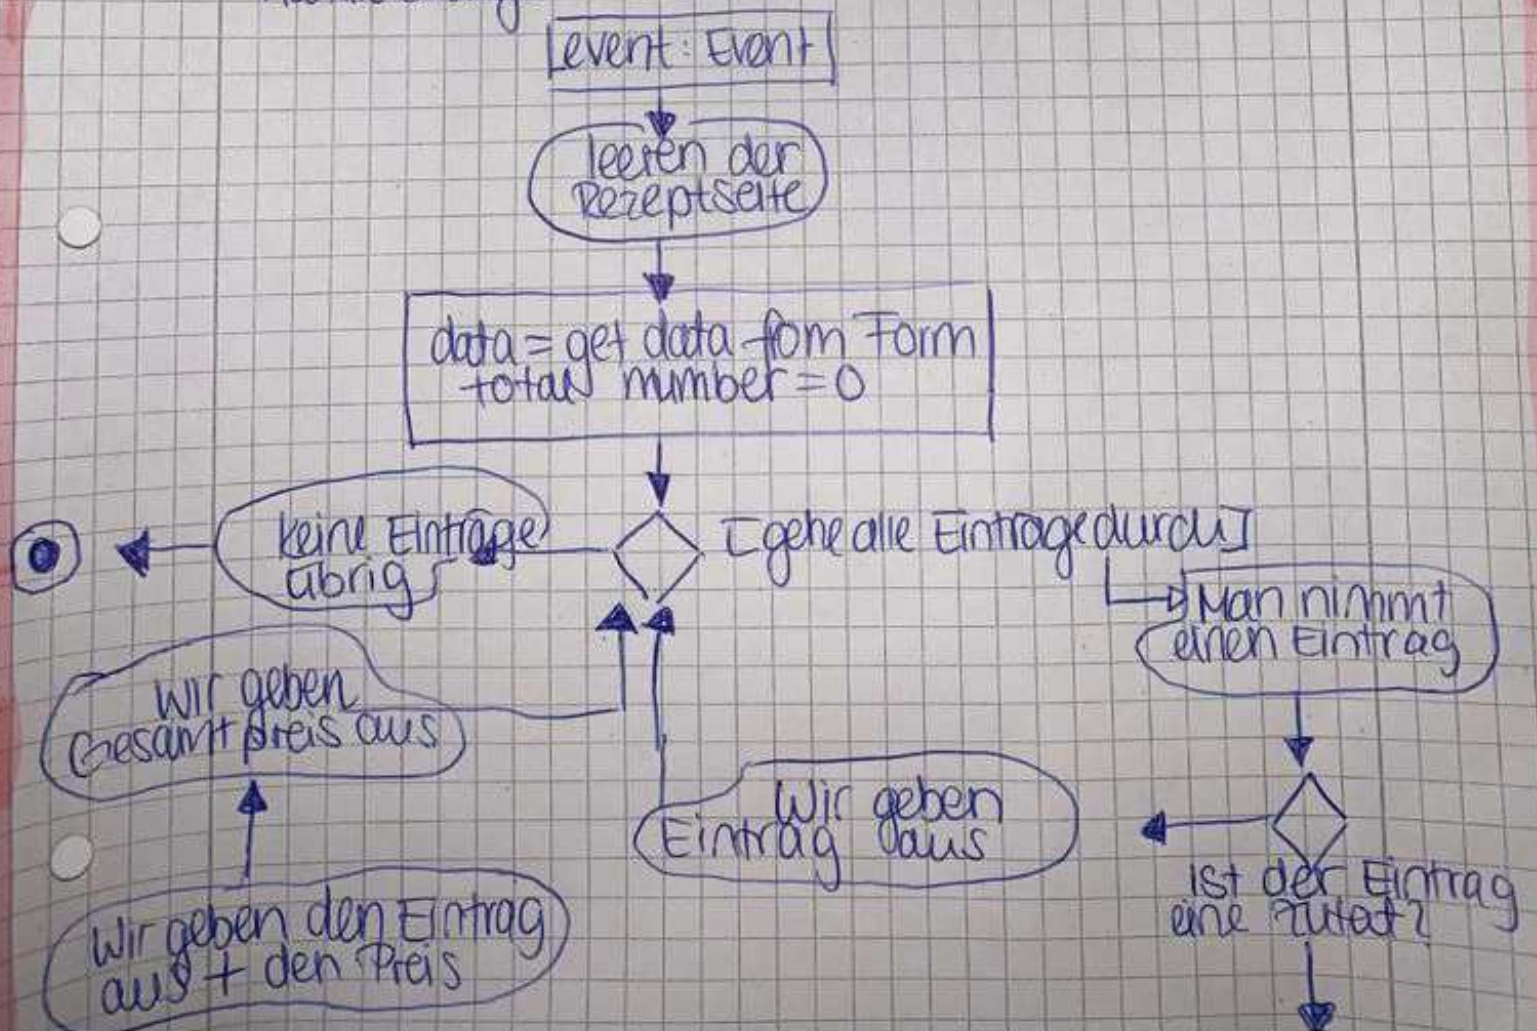 event: Event
leeren der
Rezeptseite
data = get data fom Form
total number = 0
keine Einträge
übrig
[gehe alle Einträge durch]
Man nimmt
einen Eintrag
Wir geben
Gesamtpreis aus
Wir geben
Eintrag aus
ist der Eintrag
eine Zutat?
Wir geben den Eintrag
aus + den Preis